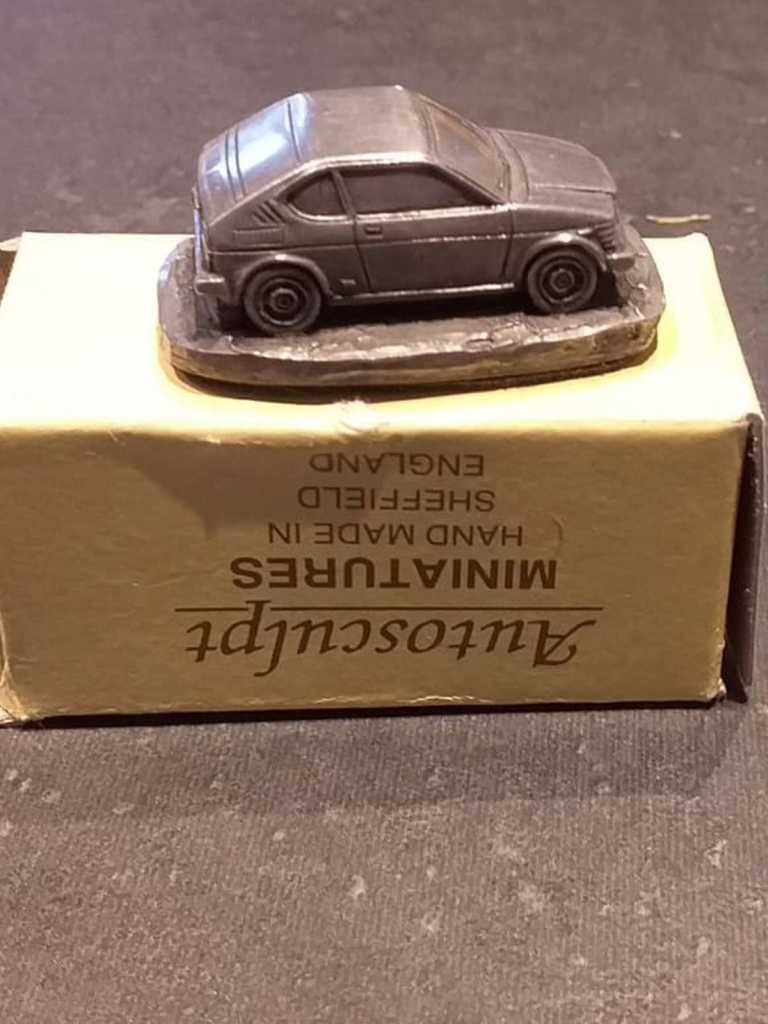 Autosculpt
MINIATURES
HAND MADE IN
SHEFFIELD
ENGLAND